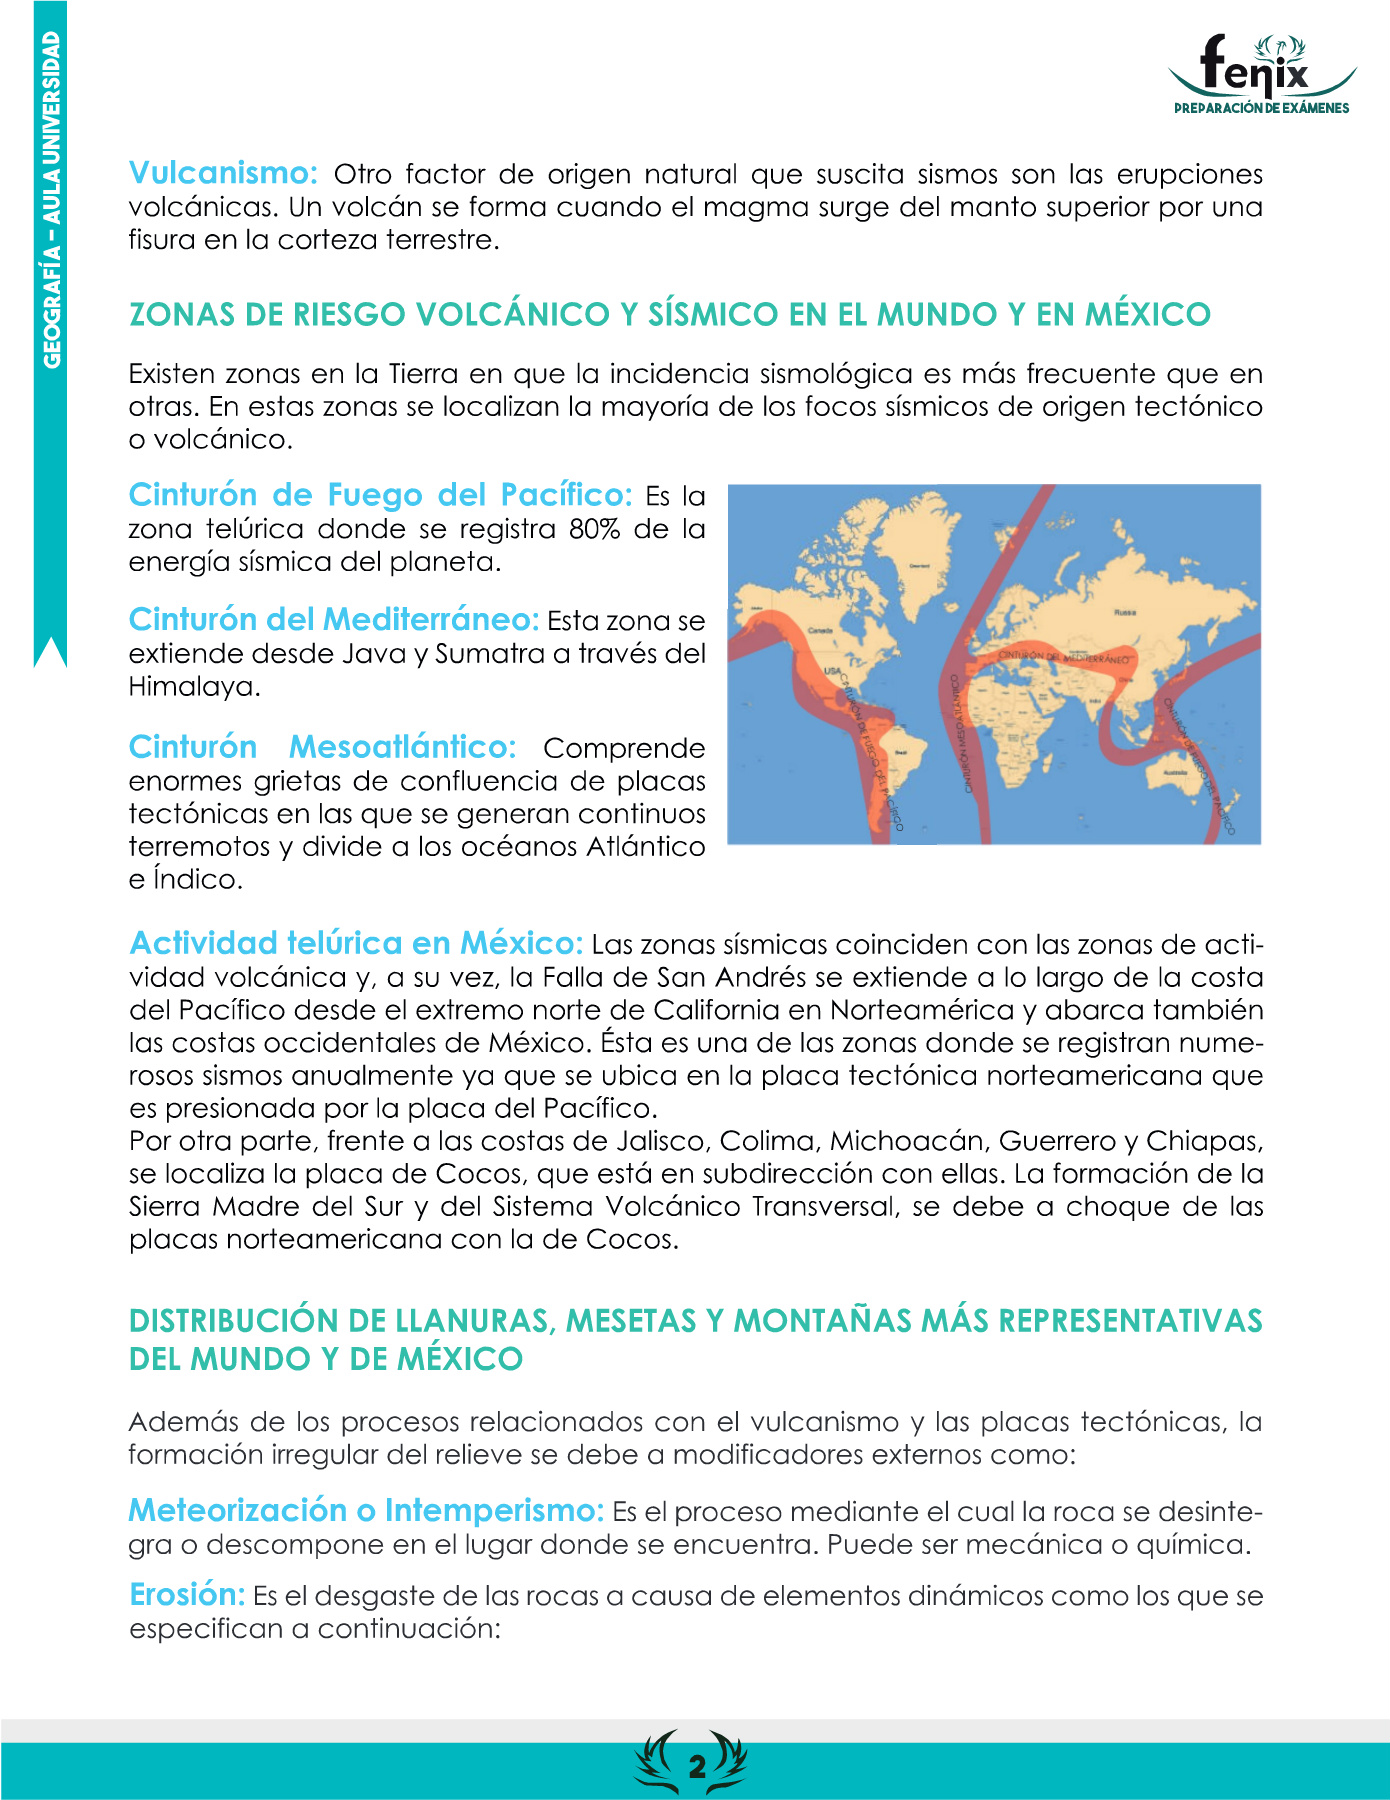 GEOGRAFÍA - AULA UNIVERSIDAD
fenix
PREPARACIÓN DE EXÁMENES
Vulcanismo: Otro factor de origen natural que suscita sismos son las erupciones
volcánicas. Un volcán se forma cuando el magma surge del manto superior por una
fisura en la corteza terrestre.
ZONAS DE RIESGO VOLCÁNICO Y SÍSMICO EN EL MUNDO Y EN MÉXICO
Existen zonas en la Tierra en que la incidencia sismológica es más frecuente que en
otras. En estas zonas se localizan la mayoría de los focos sísmicos de origen tectónico
o volcánico.
Cinturón de Fuego del Pacífico: Es la
zona telúrica donde se registra 80% de la
energía sísmica del planeta.
Cinturón del Mediterráneo: Esta zona se
extiende desde Java y Sumatra a través del
Himalaya.
Cinturón Mesoatlántico: Comprende
enormes grietas de confluencia de placas
tectónicas en las que se generan continuos
terremotos y divide a los océanos Atlántico
e Índico.
Canada
USA
Brazil
Russia
China
Australia
CINTURÓN DE FUEGO DEL PACÍFICO
CINTURÓN MESOATLÁNTICO
CINTURÓN DEL MEDITERRÁNEO
CINTURÓN DE FUEGO DEL PACÍFICO
Actividad telúrica en México: Las zonas sísmicas coinciden con las zonas de acti-
vidad volcánica y, a su vez, la Falla de San Andrés se extiende a lo largo de la costa
del Pacífico desde el extremo norte de California en Norteamérica y abarca también
las costas occidentales de México. Ésta es una de las zonas donde se registran nume-
rosos sismos anualmente ya que se ubica en la placa tectónica norteamericana que
es presionada por la placa del Pacífico.
Por otra parte, frente a las costas de Jalisco, Colima, Michoacán, Guerrero y Chiapas,
se localiza la placa de Cocos, que está en subdirección con ellas. La formación de la
Sierra Madre del Sur y del Sistema Volcánico Transversal, se debe a choque de las
placas norteamericana con la de Cocos.
DISTRIBUCIÓN DE LLANURAS, MESETAS Y MONTAÑAS MÁS REPRESENTATIVAS
DEL MUNDO Y DE MÉXICO
Además de los procesos relacionados con el vulcanismo y las placas tectónicas, la
formación irregular del relieve se debe a modificadores externos como:
Meteorización o Intemperismo: Es el proceso mediante el cual la roca se desinte-
gra o descompone en el lugar donde se encuentra. Puede ser mecánica o química.
Erosión: Es el desgaste de las rocas a causa de elementos dinámicos como los que se
especifican a continuación:
2